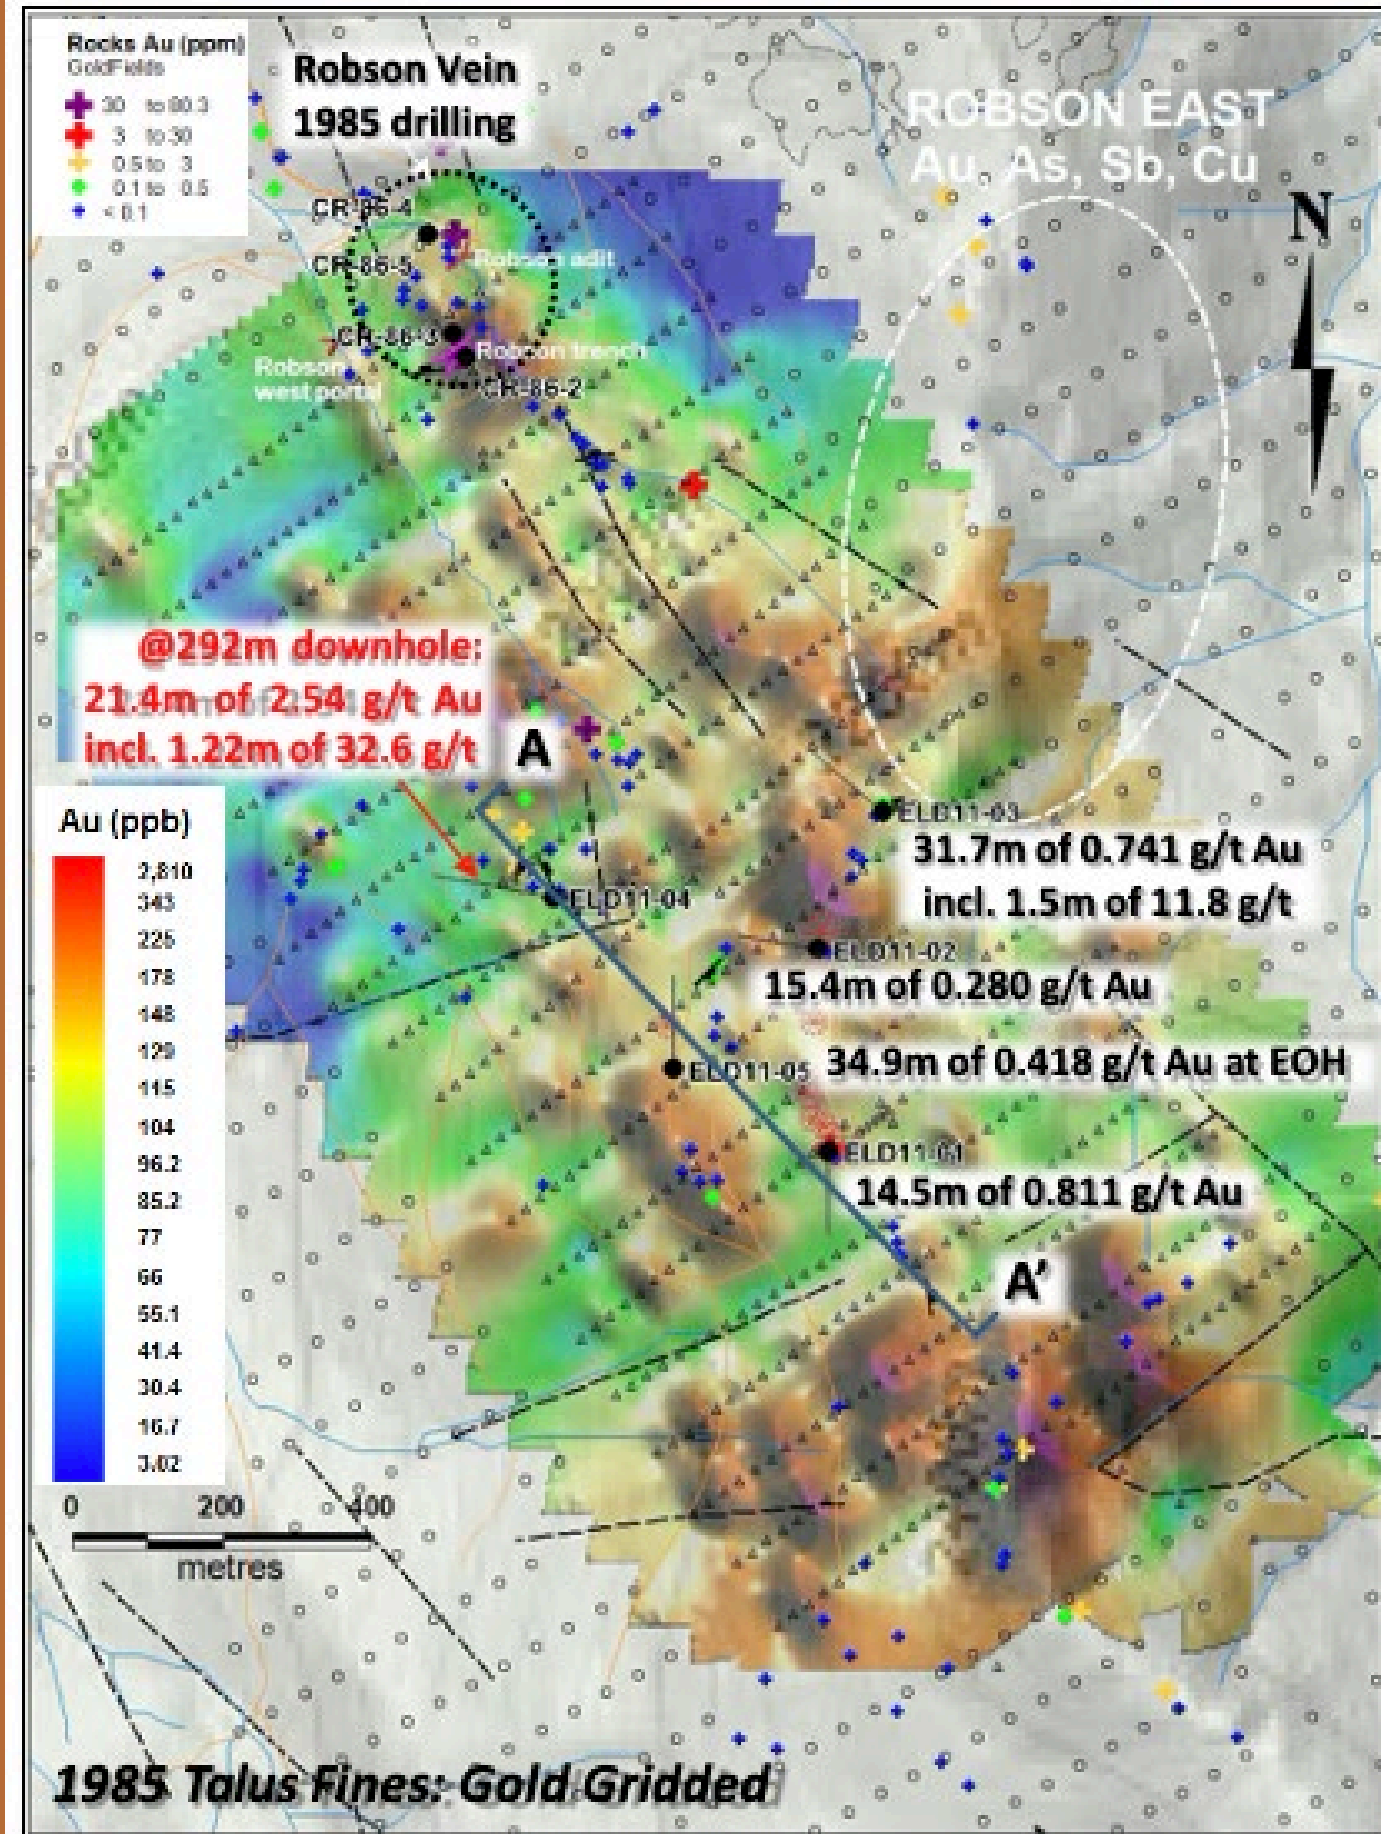 Rocks Au (ppm)
GoldFields
30 to 80.3
3 to 30
0.5 to 3
0.1 to 0.5
< 0.1
Robson Vein
1985 drilling
ROBSON EAST
Au, As, Sb, Cu
N
CR-86-4
Robson adit
CR-86-5
CR-86-3
Robson trench
Robson
west portal
CR-86-2
@292m downhole:
21.4m of 2.54 g/t Au
incl. 1.22m of 32.6 g/t
A
ELD11-03
31.7m of 0.741 g/t Au
incl. 1.5m of 11.8 g/t
ELD11-04
ELD11-02
15.4m of 0.280 g/t Au
ELD11-05
34.9m of 0.418 g/t Au at EOH
ELD11-01
14.5m of 0.811 g/t Au
A'
Au (ppb)
2,810
343
225
178
148
129
115
104
96.2
85.2
77
66
55.1
41.4
30.4
16.7
3.02
0 200 400
metres
1985 Talus Fines: Gold Gridded